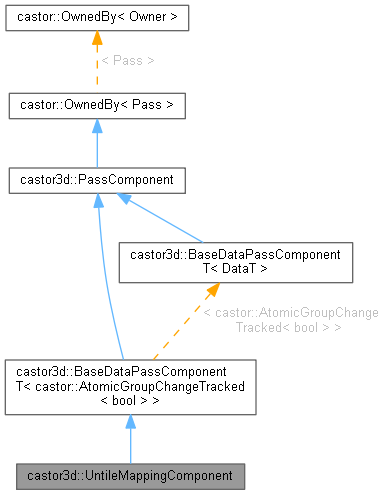 castor::OwnedBy< Owner >
< Pass >
castor::OwnedBy< Pass >
castor3d::PassComponent
castor3d::BaseDataPassComponent
T< DataT >
< castor::AtomicGroupChange
Tracked< bool > >
castor3d::BaseDataPassComponent
T< castor::AtomicGroupChangeTracked
< bool > >
castor3d::UntileMappingComponent